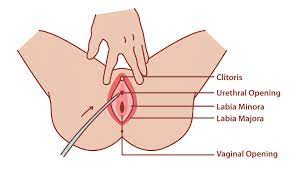 Clitoris
Urethral Opening
Labia Minora
Labia Majora
Vaginal Opening